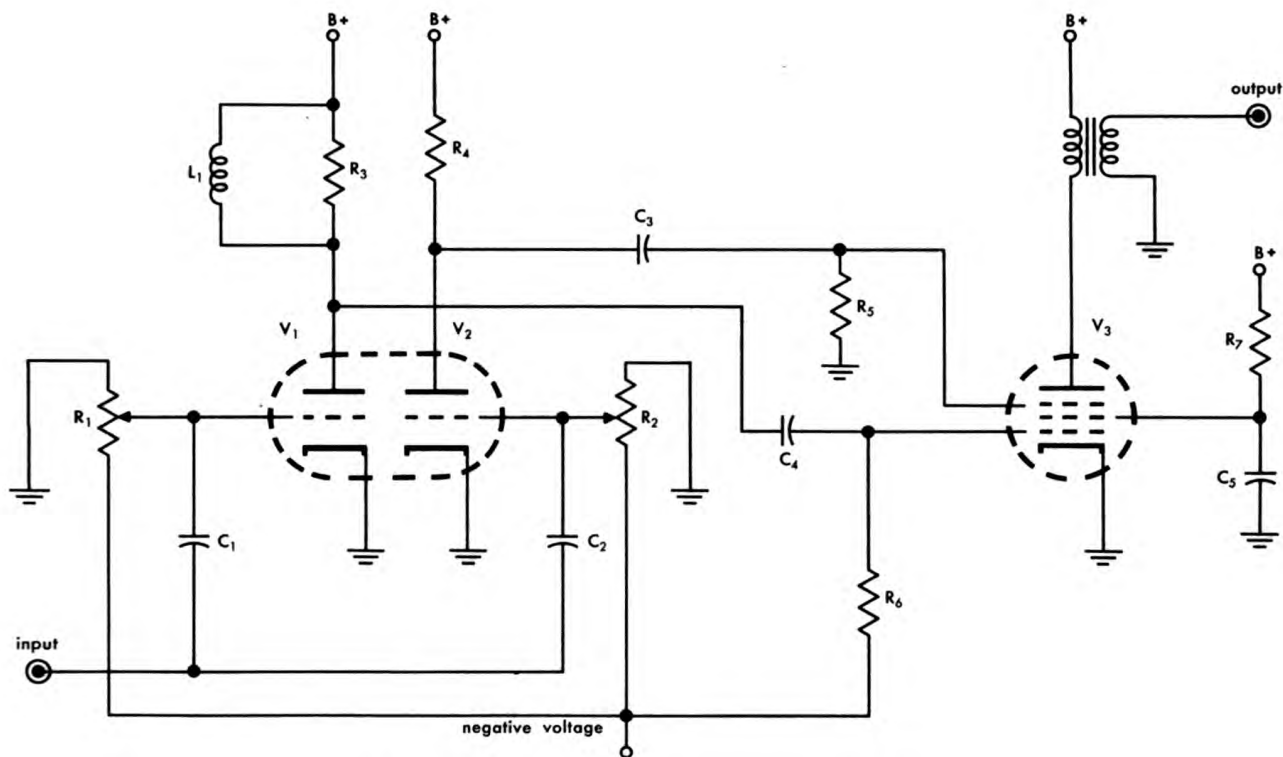 B+
B+
B+
output
L1
R3
R4
C3
B+
R5
V1
V2
V3
R7
R1
R2
C4
C5
C1
C2
R6
input
negative voltage